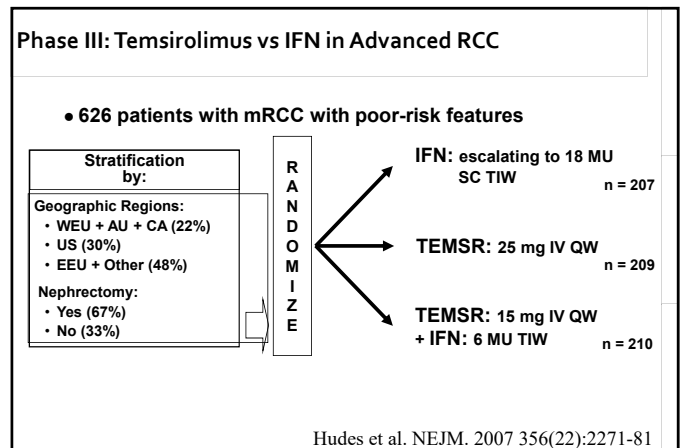 Phase III: Temsirolimus vs IFN in Advanced RCC
• 626 patients with mRCC with poor-risk features
Stratification
by:
Geographic Regions:
• WEU + AU + CA (22%)
• US (30%)
• EEU + Other (48%)
Nephrectomy:
• Yes (67%)
• No (33%)
R
A
N
D
O
M
I
Z
E
IFN: escalating to 18 MU
SC TIW
n = 207
TEMSR: 25 mg IV QW
n = 209
TEMSR: 15 mg IV QW
+ IFN: 6 MU TIW
n = 210
Hudes et al. NEJM. 2007 356(22):2271-81